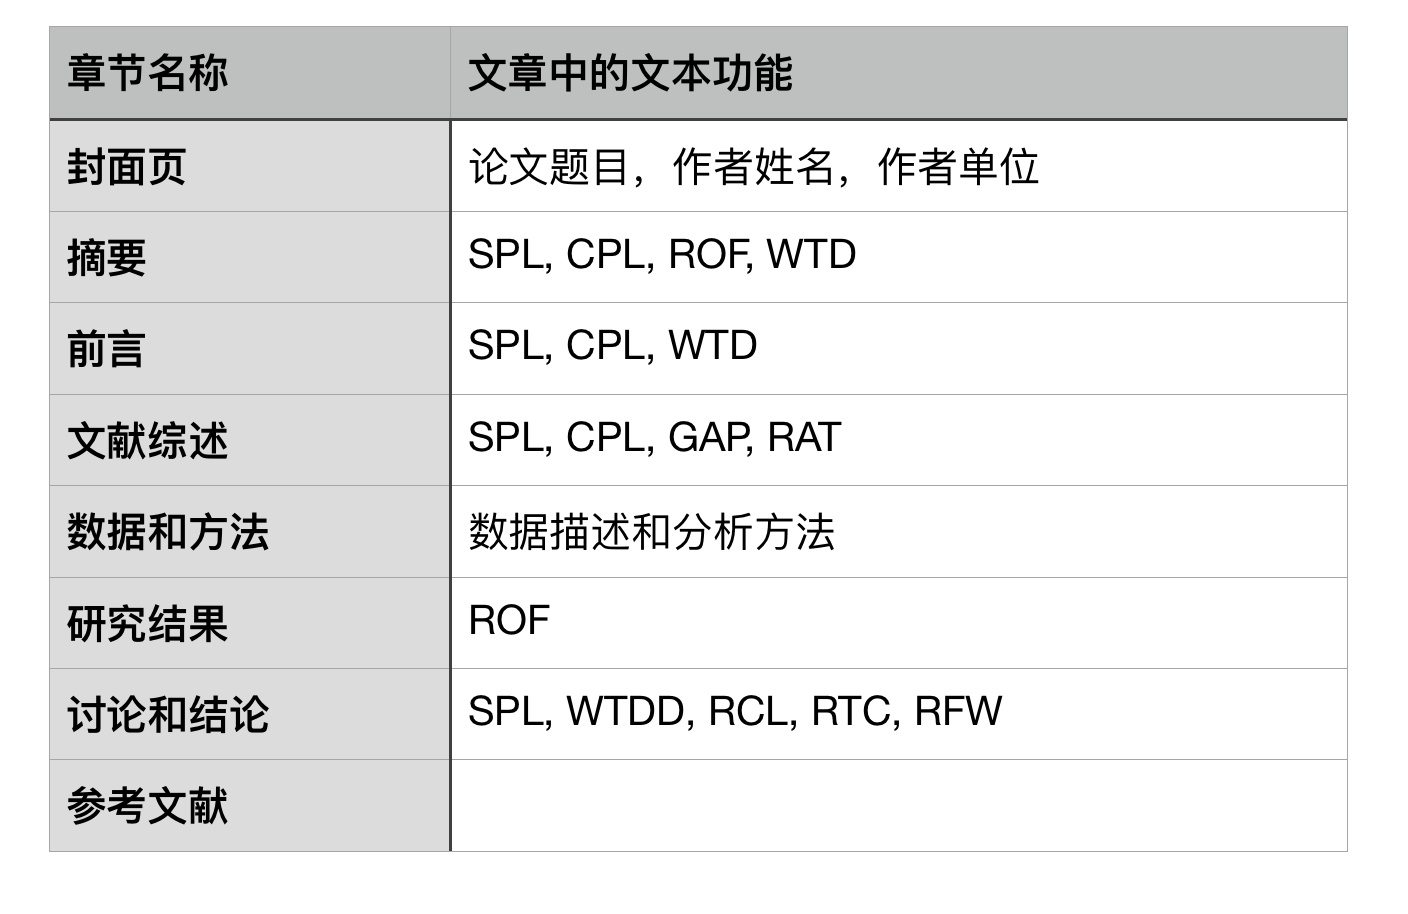 章节名称 文章中的文本功能
封面页 论文题目，作者姓名，作者单位
摘要 SPL, CPL, ROF, WTD
前言 SPL, CPL, WTD
文献综述 SPL, CPL, GAP, RAT
数据和方法 数据描述和分析方法
研究结果 ROF
讨论和结论 SPL, WTDD, RCL, RTC, RFW
参考文献